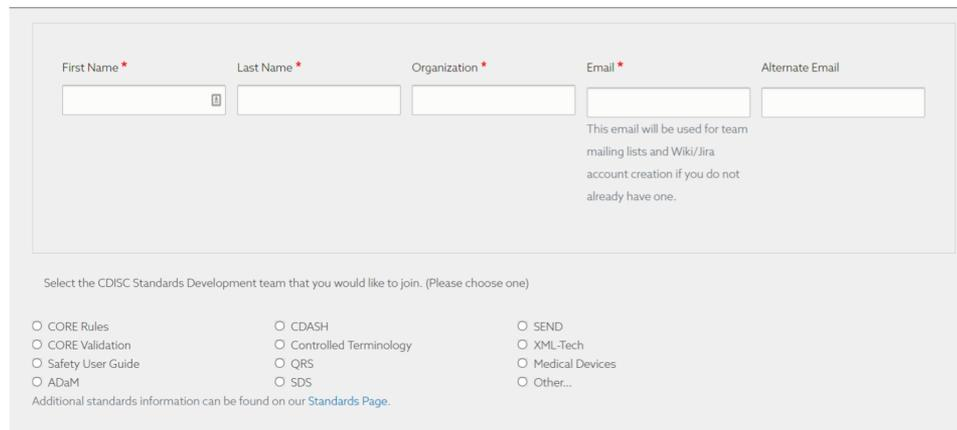 First Name *
Last Name *
Organization *
Email *
Alternate Email
This email will be used for team
mailing lists and Wiki/Jira
account creation if you do not
already have one.
Select the CDISC Standards Development team that you would like to join. (Please choose one)
CORE Rules
CORE Validation
Safety User Guide
ADaM
CDASH
Controlled Terminology
QRS
SDS
SEND
XML-Tech
Medical Devices
Other...
Additional standards information can be found on our Standards Page.